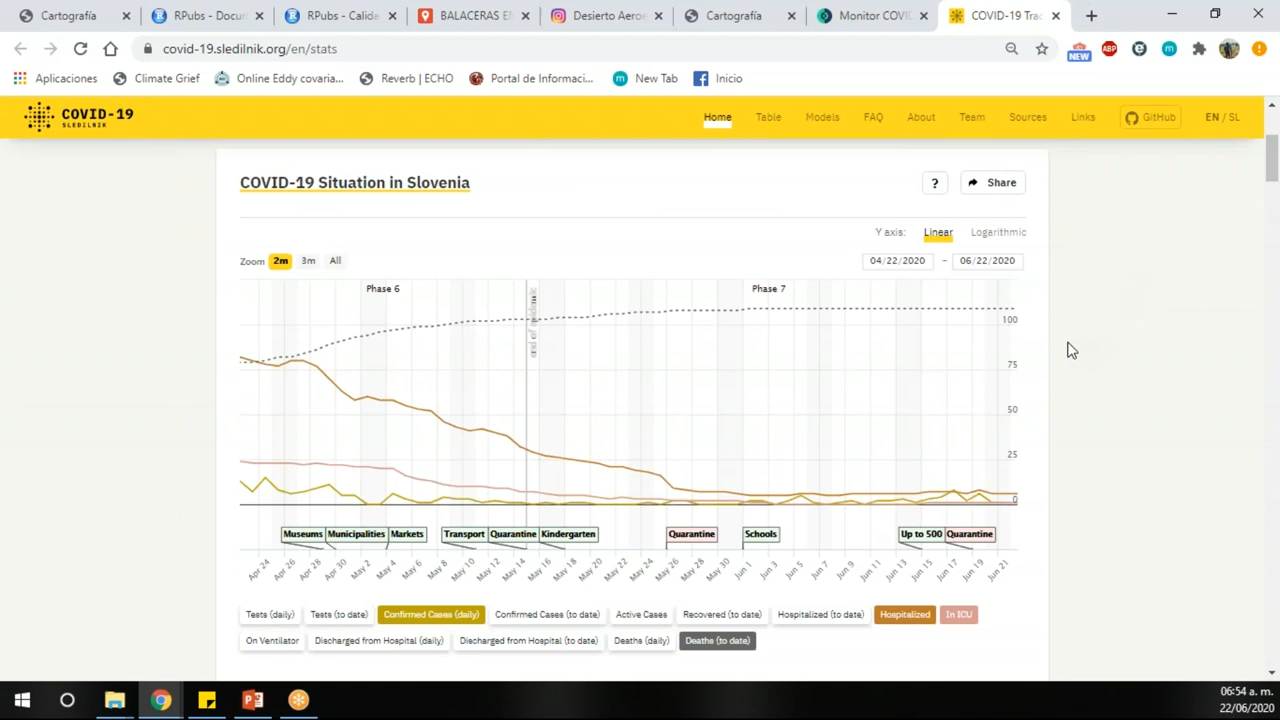 Cartografía
RPubs - Docur
RPubs - Calida
BALACERAS EN
Desierto Aeroe
Cartografía
Monitor COVI
COVID-19 Trac
covid-19.sledilnik.org/en/stats
NEW
ABP
Aplicaciones
Climate Grief
Online Eddy covaria...
Reverb | ECHO
Portal de Informaci...
New Tab
Inicio
COVID-19
SLEDILNIK
Home
Table
Models
FAQ
About
Team
Sources
Links
GitHub
EN / SL
COVID-19 Situation in Slovenia
?
Share
Y axis:
Linear
Logarithmic
Zoom
2m
3m
All
04/22/2020
-
06/22/2020
Phase 6
Phase 7
end of epidemic
100
75
50
25
0
Museums
Municipalities
Markets
Transport
Quarantine
Kindergarten
Quarantine
Schools
Up to 500
Quarantine
Apr 24
Apr 26
Apr 28
Apr 30
May 2
May 4
May 6
May 8
May 10
May 12
May 14
May 16
May 18
May 20
May 22
May 24
May 26
May 28
May 30
Jun 1
Jun 3
Jun 5
Jun 7
Jun 9
Jun 11
Jun 13
Jun 15
Jun 17
Jun 19
Jun 21
Tests (daily)
Tests (to date)
Confirmed Cases (daily)
Confirmed Cases (to date)
Active Cases
Recovered (to date)
Hospitalized (to date)
Hospitalized
In ICU
On Ventilator
Discharged from Hospital (daily)
Discharged from Hospital (to date)
Deaths (daily)
Deaths (to date)
06:54 a. m.
22/06/2020